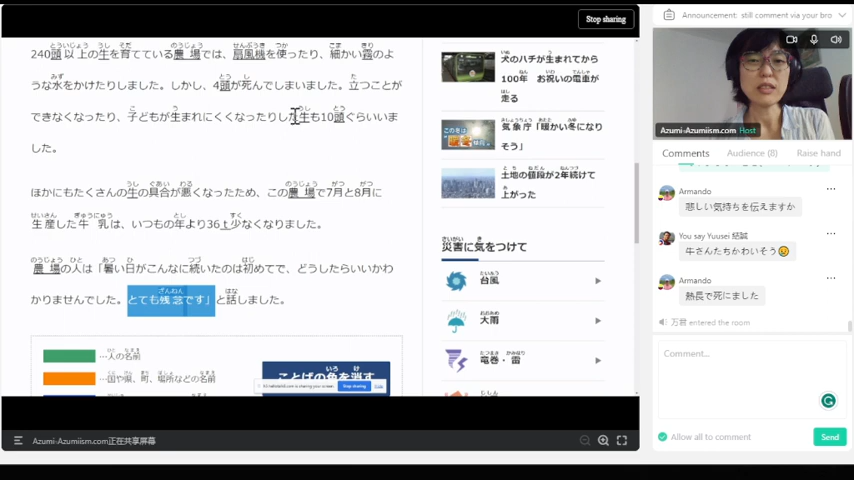 Stop sharing
240頭以上の牛を育てている農場では、扇風機を使ったり、細かい霧のよ
うな水をかけたりしました。しかし、4頭が死んでしまいました。立つことが
できなくなったり、子どもが生まれにくくなったりした牛も10頭ぐらいいま
した。
ほかにもたくさんの牛の具合が悪くなったため、この農場で7月と8月に
生産した牛乳は、いつもの年より36t少なくなりました。
農場の人は「暑い日がこんなに続いたのは初めてで、どうしたらいいかわ
かりませんでした。とても残念です」と話しました。
…人の名前
…国や県、町、場所などの名前
ことばの色を消す
Stop sharing
Hide
犬のハチが生まれてから
100年 お祝いの電車が
走る
気象庁「暖かい冬になり
そう」
土地の値段が2年続けて
上がった
災害に気をつけて
台風
大雨
竜巻・雷
Azumi-Azumiism.com正在共享屏幕
Announcement: still comment via your bro
Azumi-Azumiism.com Host
Comments
Audience (8)
Raise hand
Armando
悲しい気持ちを伝えますか
You say Yuusei 結誠
牛さんたちかわいそう
Armando
熱長で死にました
万君 entered the room
Comment...
Allow all to comment
Send